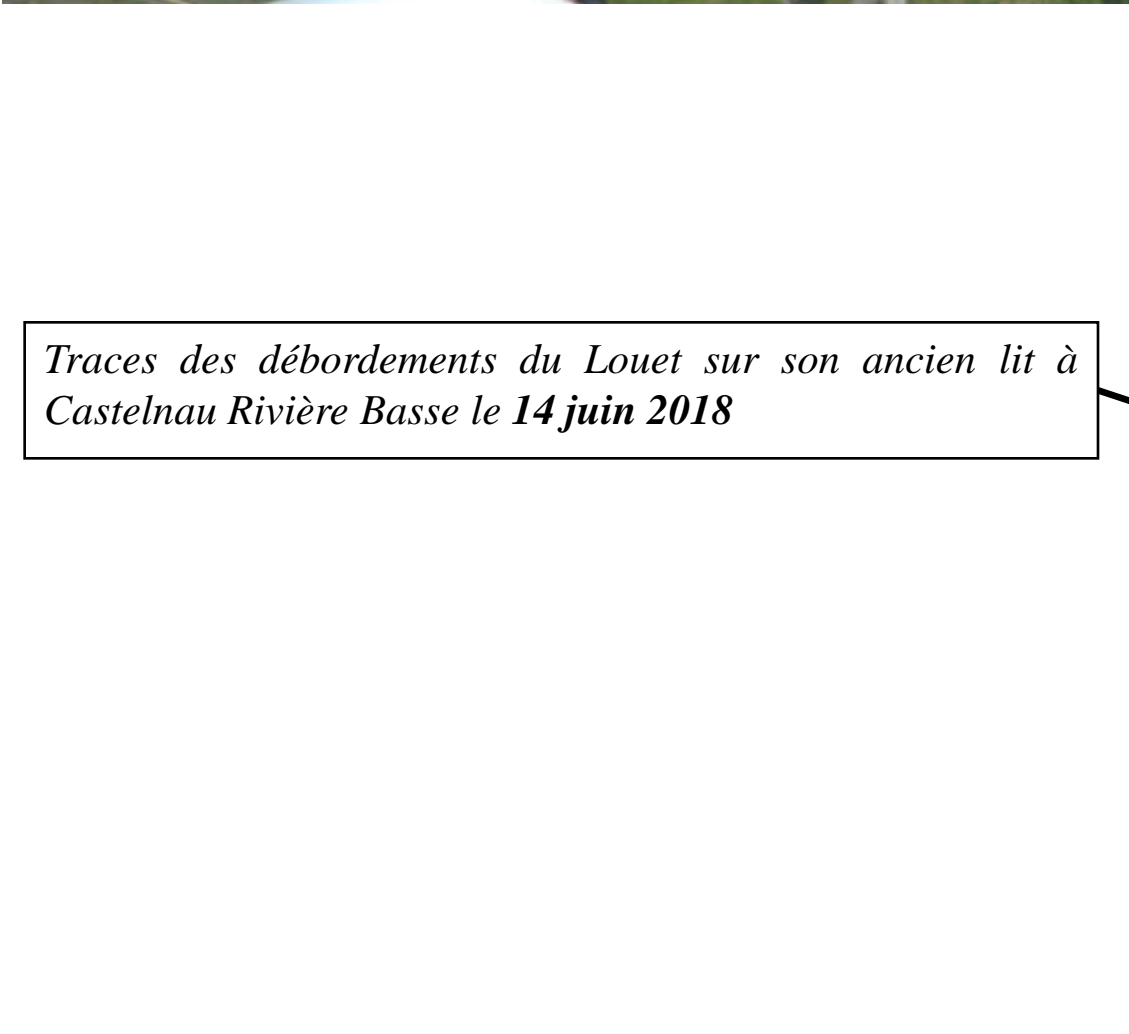 Traces des débordements du Louet sur son ancien lit à
Castelnau Rivière Basse le 14 juin 2018